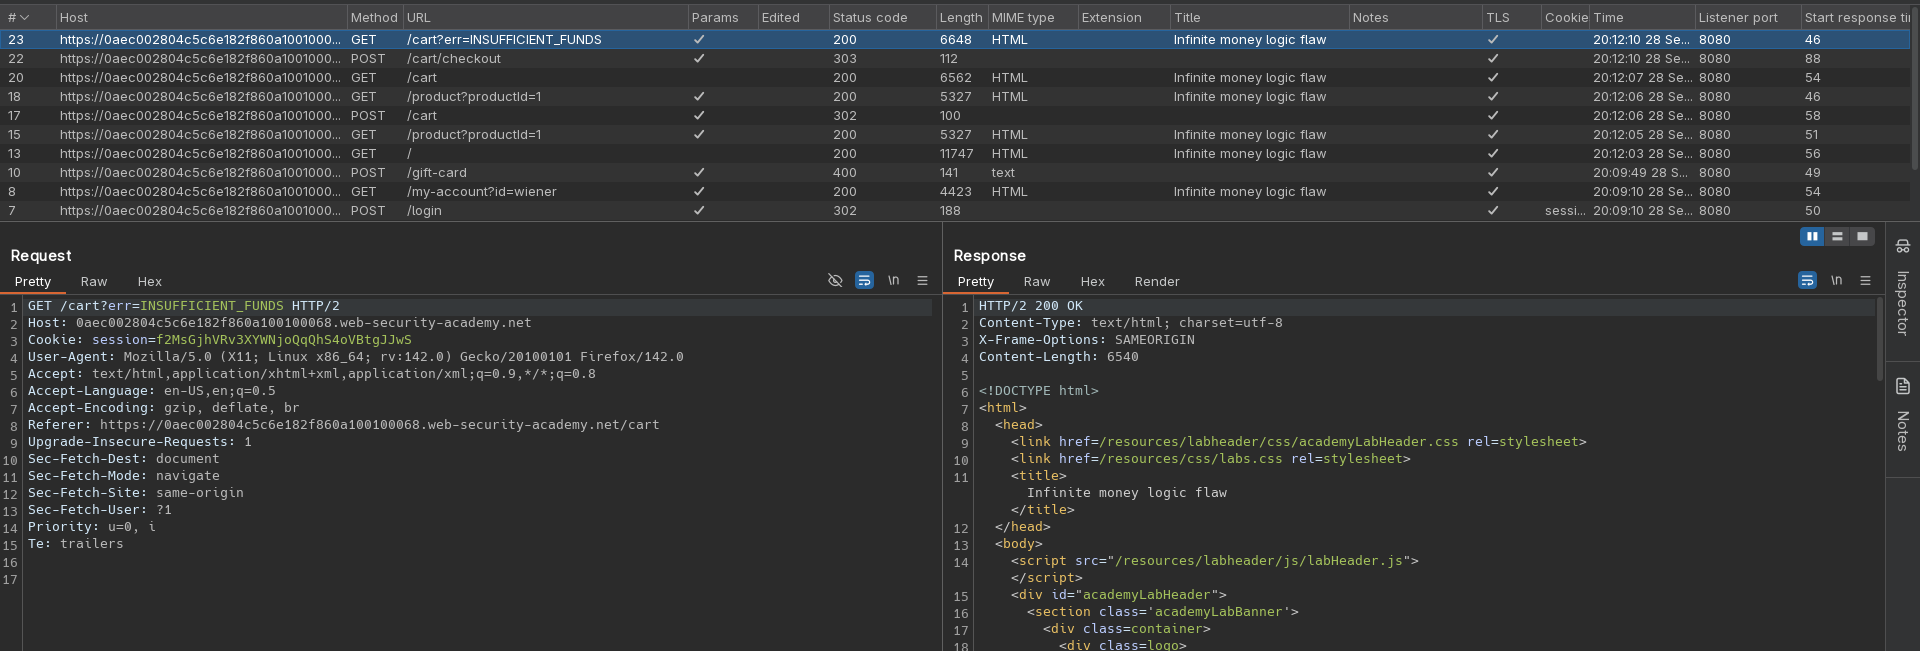 # Host Method URL Params Edited Status code Length MIME type Extension Title Notes TLS Cookie Time Listener port Start response ti
23 https://0aec002804c5c6e182f860a1001000... GET /cart?err=INSUFFICIENT_FUNDS ✓ 200 6648 HTML Infinite money logic flaw ✓ 20:12:10 28 Se... 8080 46
22 https://0aec002804c5c6e182f860a1001000... POST /cart/checkout ✓ 303 112 ✓ 20:12:10 28 Se... 8080 88
20 https://0aec002804c5c6e182f860a1001000... GET /cart 200 6562 HTML Infinite money logic flaw ✓ 20:12:07 28 Se... 8080 54
18 https://0aec002804c5c6e182f860a1001000... GET /product?productId=1 ✓ 200 5327 HTML Infinite money logic flaw ✓ 20:12:06 28 Se... 8080 46
17 https://0aec002804c5c6e182f860a1001000... POST /cart ✓ 302 100 ✓ 20:12:06 28 Se... 8080 58
15 https://0aec002804c5c6e182f860a1001000... GET /product?productId=1 ✓ 200 5327 HTML Infinite money logic flaw ✓ 20:12:05 28 Se... 8080 51
13 https://0aec002804c5c6e182f860a1001000... GET / 200 11747 HTML Infinite money logic flaw ✓ 20:12:03 28 Se... 8080 56
10 https://0aec002804c5c6e182f860a1001000... POST /gift-card ✓ 400 141 text ✓ 20:09:49 28 S... 8080 49
8 https://0aec002804c5c6e182f860a1001000... GET /my-account?id=wiener ✓ 200 4423 HTML Infinite money logic flaw ✓ 20:09:10 28 Se... 8080 54
7 https://0aec002804c5c6e182f860a1001000... POST /login ✓ 302 188 ✓ sessi... 20:09:10 28 Se... 8080 50
Request
Pretty Raw Hex \n
1 GET /cart?err=INSUFFICIENT_FUNDS HTTP/2
2 Host: 0aec002804c5c6e182f860a100100068.web-security-academy.net
3 Cookie: session=f2MsGjhVRv3XYWNjoQqQhS4oVBtgJJwS
4 User-Agent: Mozilla/5.0 (X11; Linux x86_64; rv:142.0) Gecko/20100101 Firefox/142.0
5 Accept: text/html,application/xhtml+xml,application/xml;q=0.9,*/*;q=0.8
6 Accept-Language: en-US,en;q=0.5
7 Accept-Encoding: gzip, deflate, br
8 Referer: https://0aec002804c5c6e182f860a100100068.web-security-academy.net/cart
9 Upgrade-Insecure-Requests: 1
10 Sec-Fetch-Dest: document
11 Sec-Fetch-Mode: navigate
12 Sec-Fetch-Site: same-origin
13 Sec-Fetch-User: ?1
14 Priority: u=0, i
15 Te: trailers
16
17
Response
Pretty Raw Hex Render \n
1 HTTP/2 200 OK
2 Content-Type: text/html; charset=utf-8
3 X-Frame-Options: SAMEORIGIN
4 Content-Length: 6540
5
6 <!DOCTYPE html>
7 <html>
8 <head>
9 <link href=/resources/labheader/css/academyLabHeader.css rel=stylesheet>
10 <link href=/resources/css/labs.css rel=stylesheet>
11 <title>
Infinite money logic flaw
</title>
12 </head>
13 <body>
14 <script src="/resources/labheader/js/labHeader.js">
</script>
15 <div id="academyLabHeader">
16 <section class='academyLabBanner'>
17 <div class=container>
18 <div class=logo>
Inspector
Notes